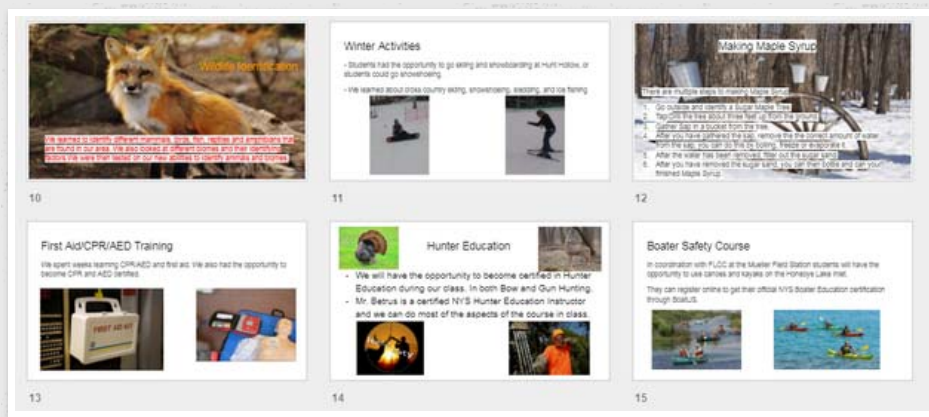 Wildlife Identification
We learned to identify different mammals, birds, fish, reptiles and amphibians that
are found in our area. We also looked at different biomes and their identifying
factors.We were then tested on our new abilities to identify animals and biomes.
10
Winter Activities
- Students had the opportunity to go skiing and snowboarding at Hunt Hollow, or
students could go snowshoeing.
- We learned about cross country skiing, snowshoeing, sledding, and ice fishing
11
Making Maple Syrup
There are multiple steps to making Maple Syrup
1. Go outside and identify a Sugar Maple Tree
2. Tap/Drill the tree about three feet up from the ground.
3. Gather Sap in a bucket from the tree.
4. After you have gathered the sap, remove the the correct amount of water
from the sap, you can do this by boiling, freeze or evaporate it.
5. After the water has been removed, filter out the sugar sand.
6. After you have removed the sugar sand, you can then bottle and can your
finished Maple Syrup.
12
First Aid/CPR/AED Training
We spent weeks learning CPR/AED and first aid. We also had the opportunity to
become CPR and AED certified.
FIRST AID KIT
13
Hunter Education
- We will have the opportunity to become certified in Hunter
Education during our class. In both Bow and Gun Hunting.
- Mr. Betrus is a certified NYS Hunter Education Instructor
and we can do most of the aspects of the course in class.
14
Boater Safety Course
In coordination with FLCC at the Mueller Field Station students will have the
opportunity to use canoes and kayaks on the Honeoye Lake inlet.
They can register online to get their official NYS Boater Education certification
through BoatUS.
15